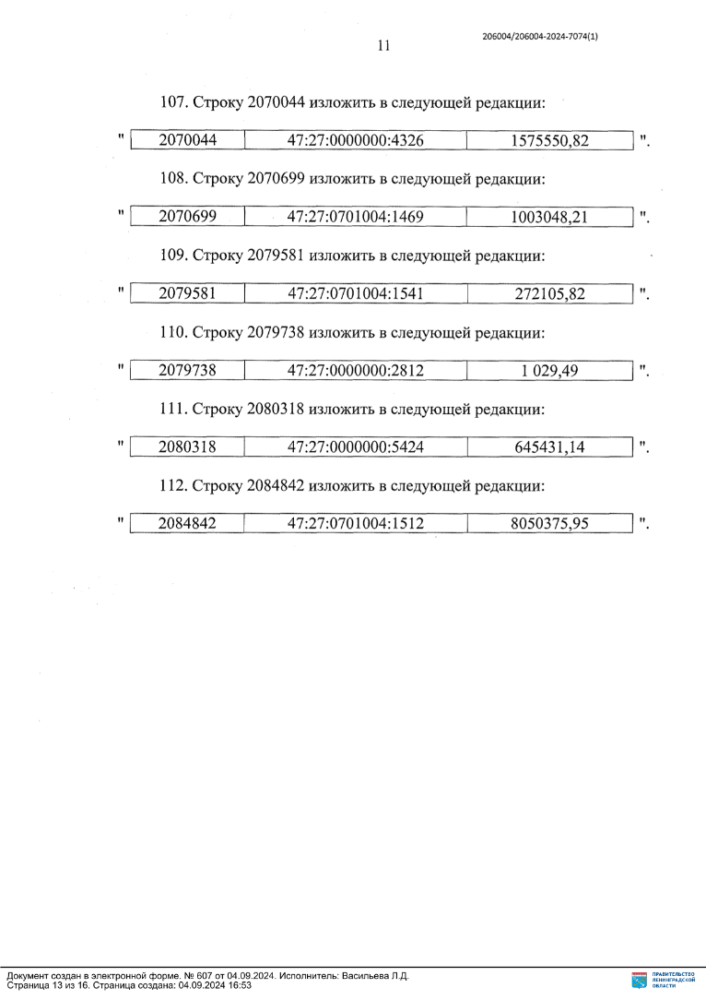 206004/206004-2024-7074(1)
11
107. Строку 2070044 изложить в следующей редакции:
" 2070044 47:27:0000000:4326 1575550,82 ".
108. Строку 2070699 изложить в следующей редакции:
" 2070699 47:27:0701004:1469 1003048,21 ".
109. Строку 2079581 изложить в следующей редакции:
" 2079581 47:27:0701004:1541 272105,82 ".
110. Строку 2079738 изложить в следующей редакции:
" 2079738 47:27:0000000:2812 1 029,49 ".
111. Строку 2080318 изложить в следующей редакции:
" 2080318 47:27:0000000:5424 645431,14 ".
112. Строку 2084842 изложить в следующей редакции:
" 2084842 47:27:0701004:1512 8050375,95 ".
Документ создан в электронной форме. № 607 от 04.09.2024. Исполнитель: Васильева Л.Д.
Страница 13 из 16. Страница создана: 04.09.2024 16:53
ПРАВИТЕЛЬСТВО
ЛЕНИНГРАДСКОЙ
ОБЛАСТИ